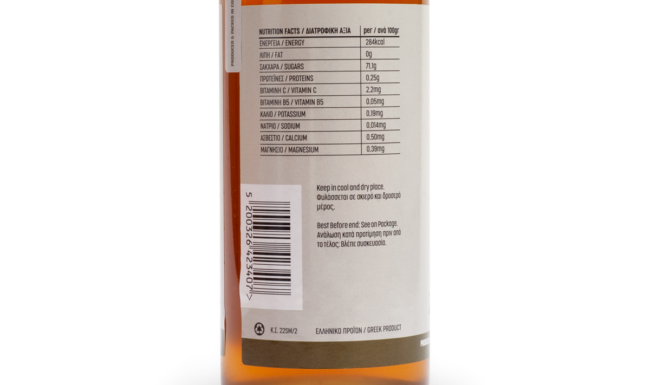 NUTRITION FACTS / ΔΙΑΤΡΟΦΙΚΗ ΑΞΙΑ per / ανά 100gr
ΕΝΕΡΓΕΙΑ / ENERGY 284kcal
ΛΙΠΗ / FAT 0g
ΣΑΚΧΑΡΑ / SUGARS 71,1g
ΠΡΟΤΕΪΝΕΣ / PROTEINS 0,25g
ΒΙΤΑΜΙΝΗ C / VITAMIN C 2,2mg
ΒΙΤΑΜΙΝΗ B5 / VITAMIN B5 0,05mg
ΚΑΛΙΟ / POTASSIUM 0,18mg
ΝΑΤΡΙΟ / SODIUM 0,014mg
ΑΣΒΕΣΤΙΟ / CALCIUM 0,50mg
ΜΑΓΝΗΣΙΟ / MAGNESIUM 0,39mg
Keep in cool and dry place.
Φυλάσσεται σε σκιερό και δροσερό
μέρος.
Best Before end: See on Package.
Ανάλωση κατά προτίμηση πριν από
το τέλος: Βλέπε συσκευασία.
5 200326 423407 >
Κ.Σ. 220Μ/2 ΕΛΛΗΝΙΚΟ ΠΡΟΪΟΝ / GREEK PRODUCT